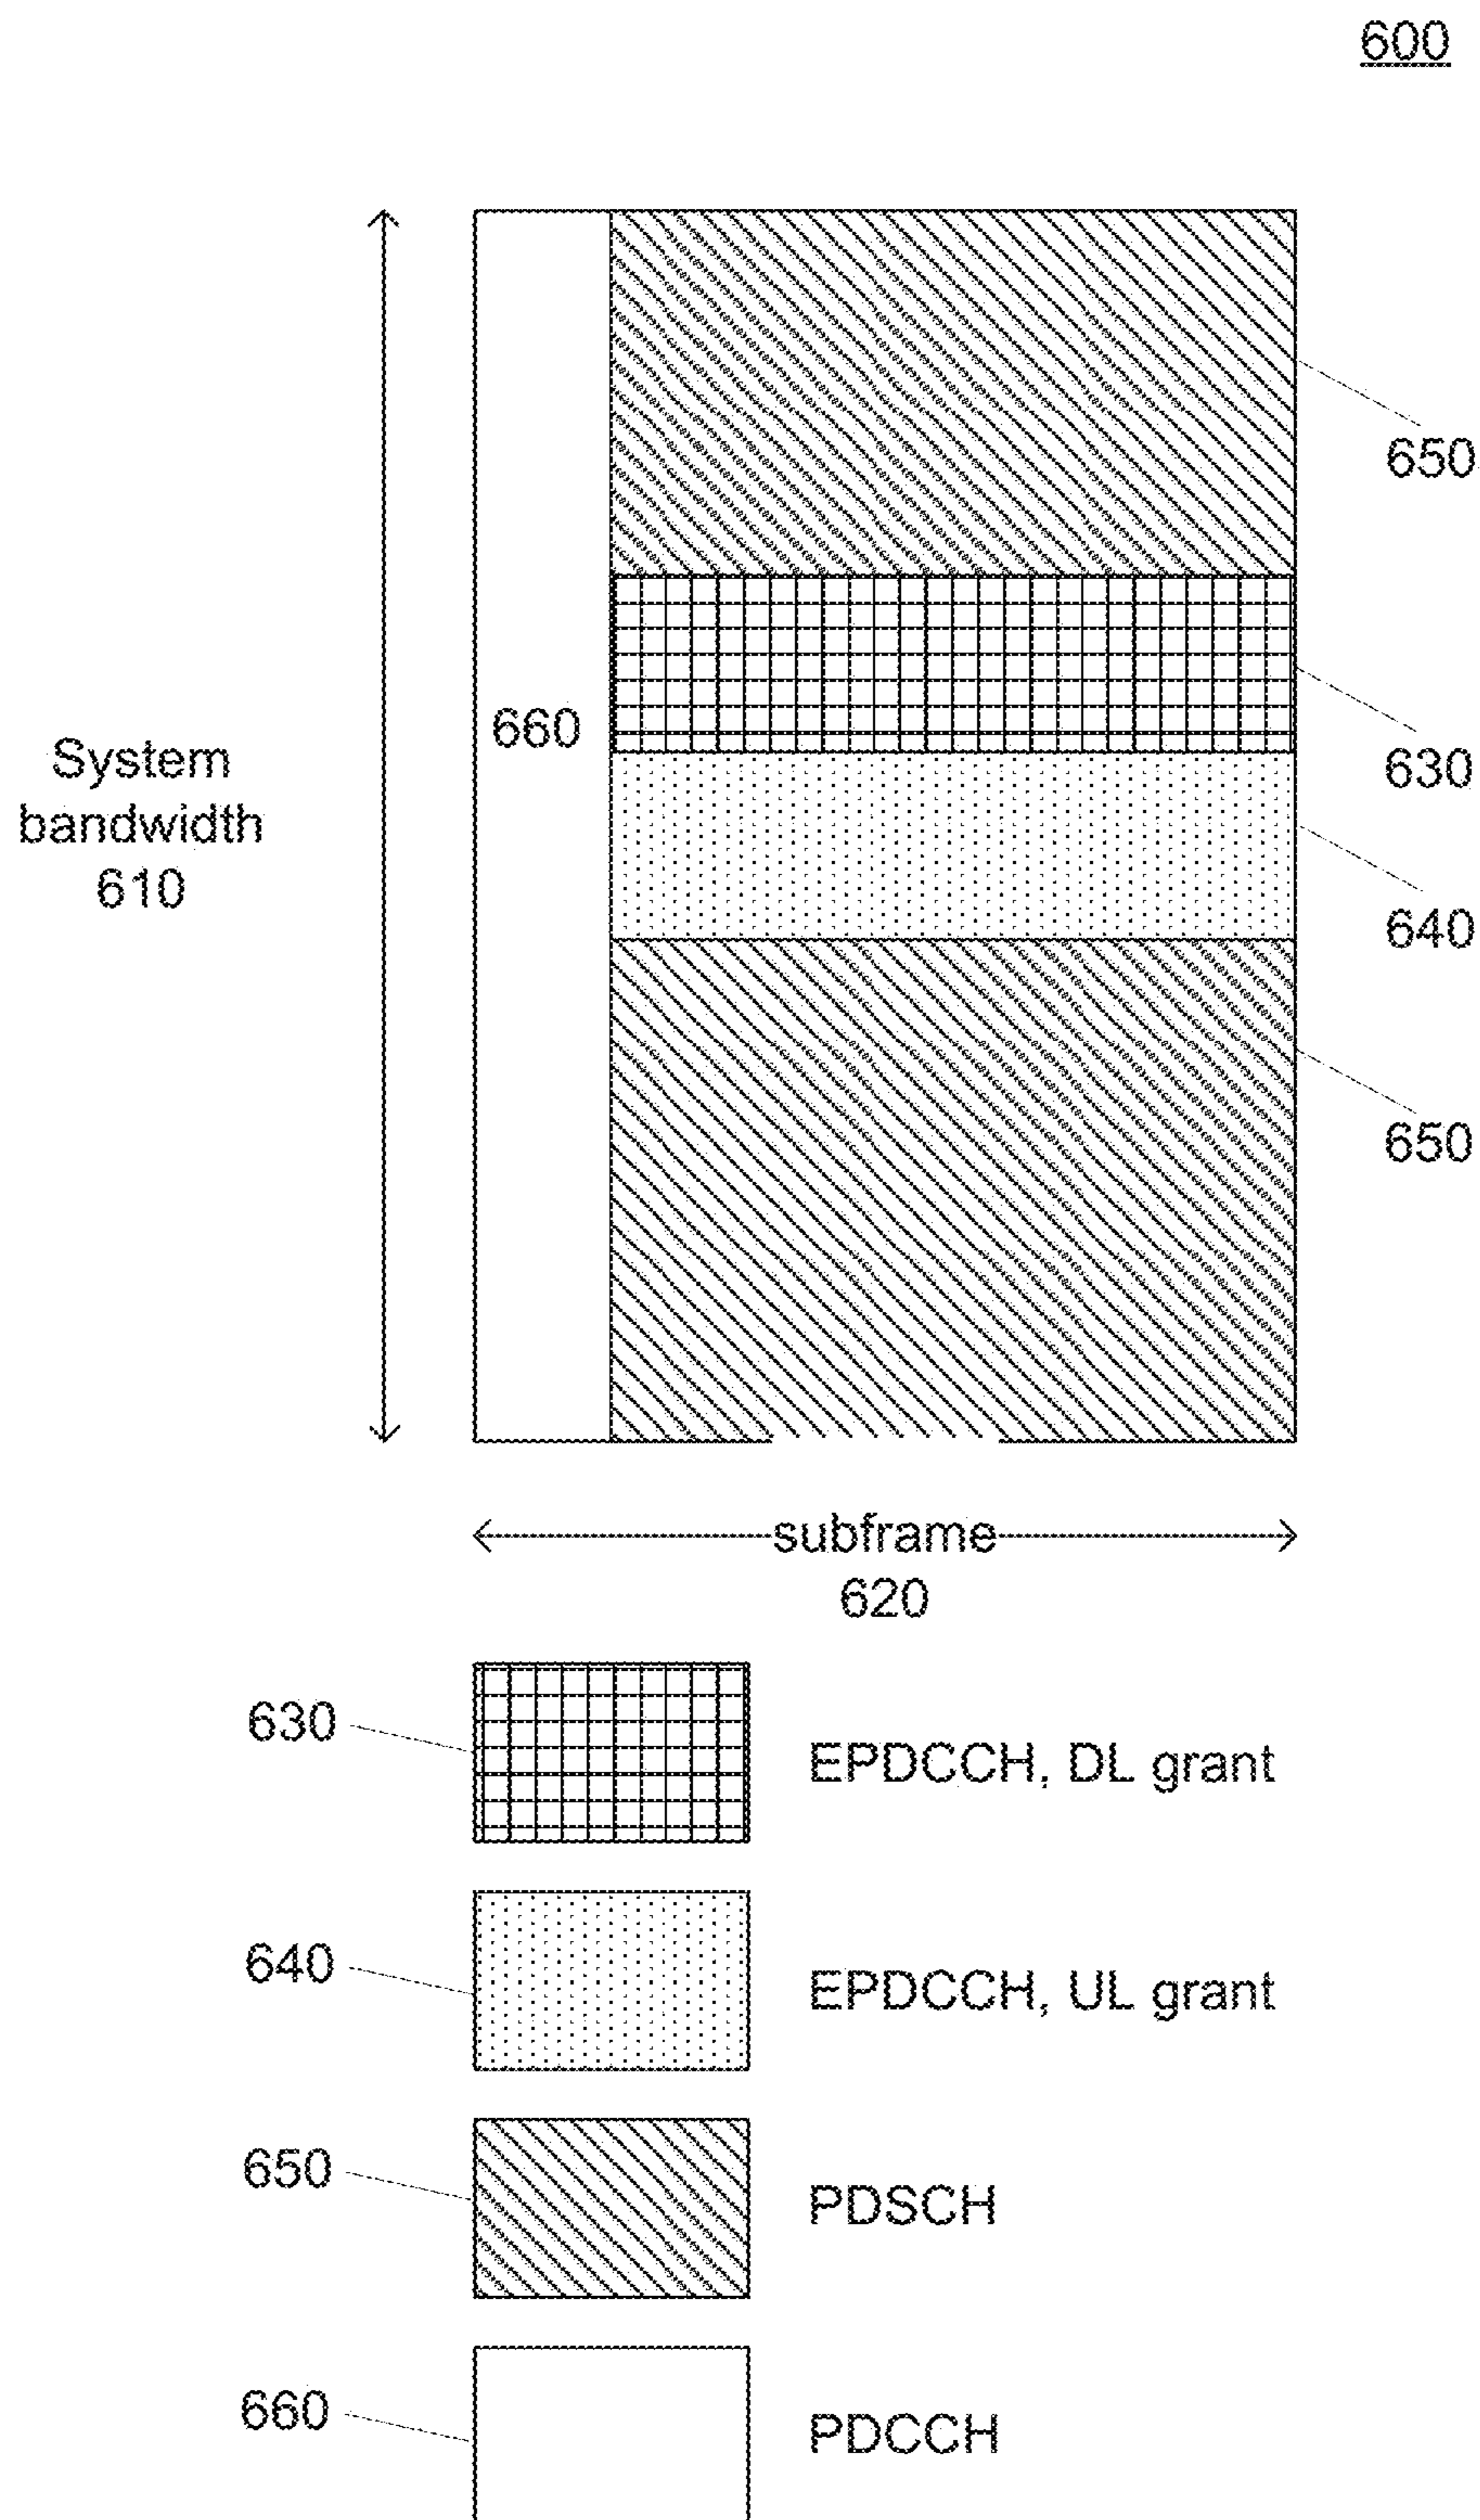 600
650
660
630
System
bandwidth
610
640
650
subframe
620
630
EPDCCH, DL grant
640
EPDCCH, UL grant
650
PDSCH
660
PDCCH